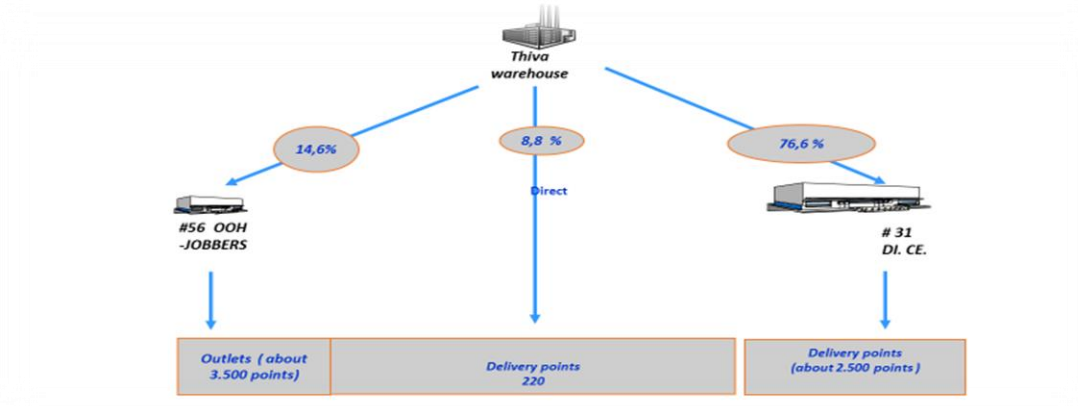 Thiva
warehouse
14,6%
8,8 %
76,6 %
Direct
#56 OOH
-JOBBERS
# 31
DI. CE.
Outlets ( about
3.500 points)
Delivery points
220
Delivery points
(about 2.500 points )